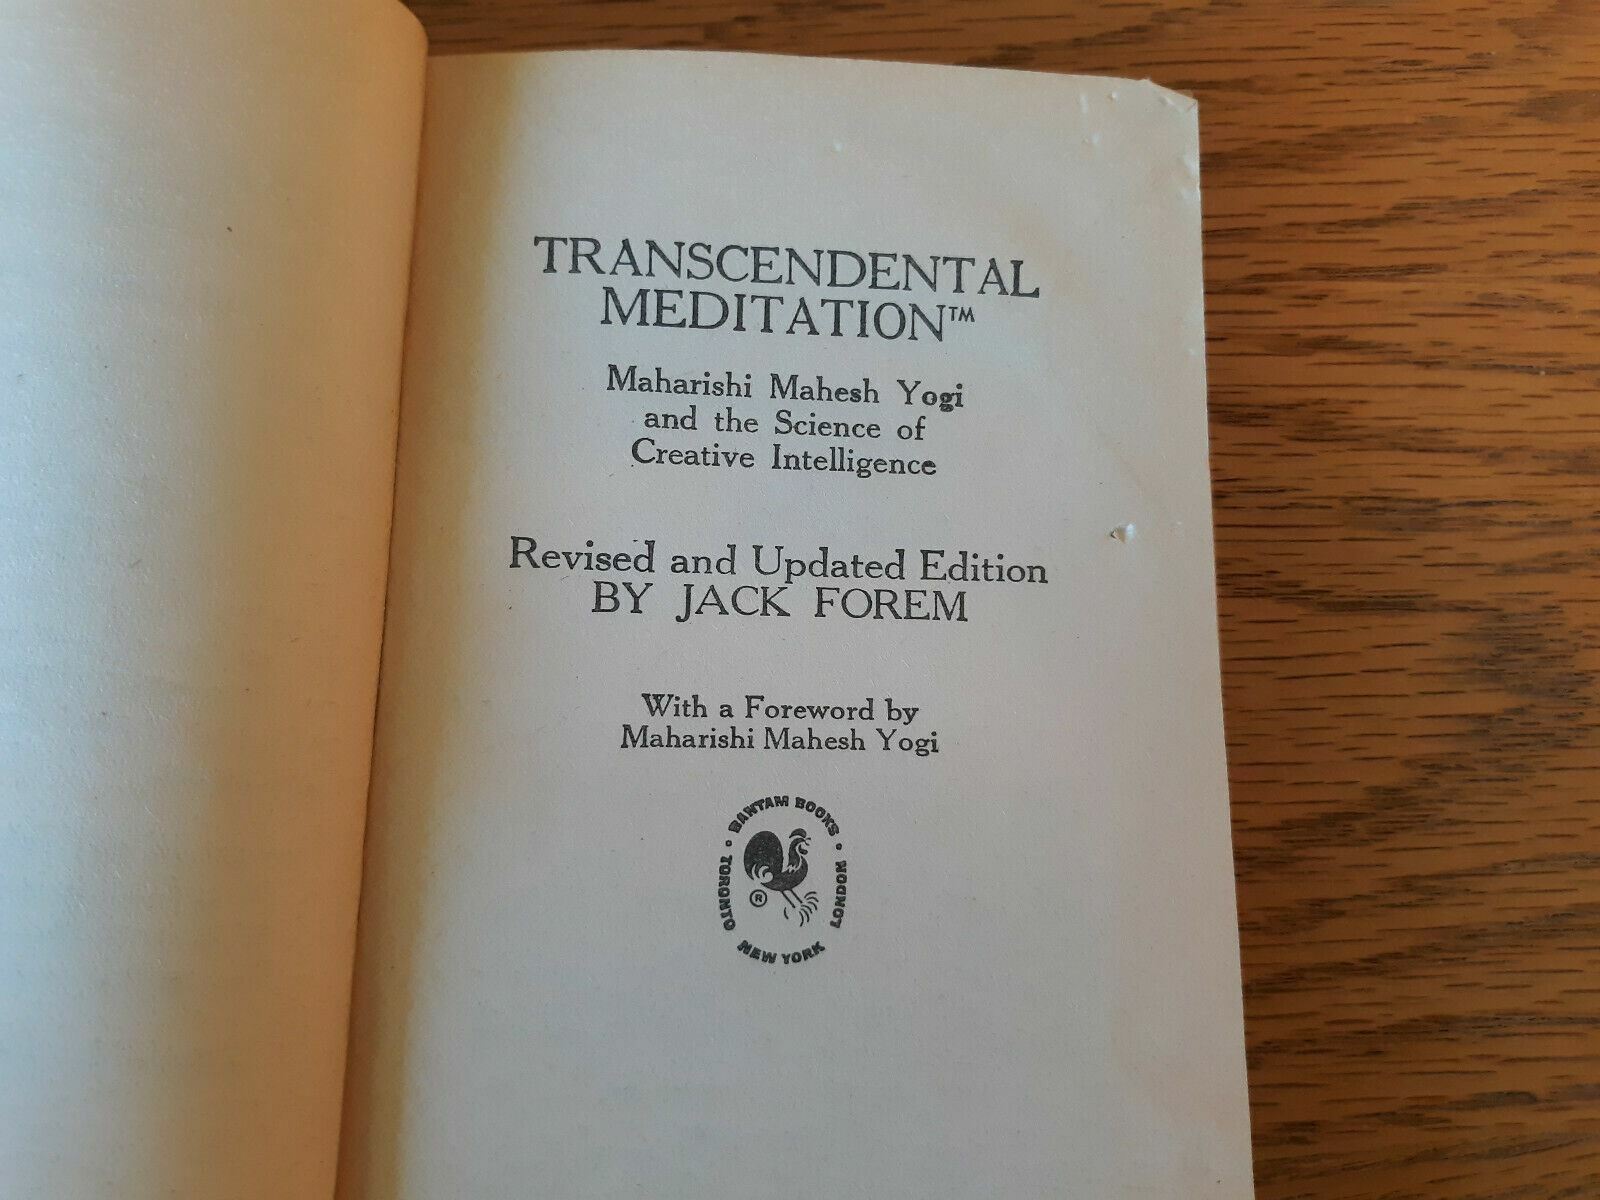 TRANSCENDENTAL
MEDITATION™
Maharishi Mahesh Yogi
and the Science of
Creative Intelligence
Revised and Updated Edition
BY JACK FOREM
With a Foreword by
Maharishi Mahesh Yogi
BANTAM BOOKS
TORONTO · NEW YORK · LONDON
®